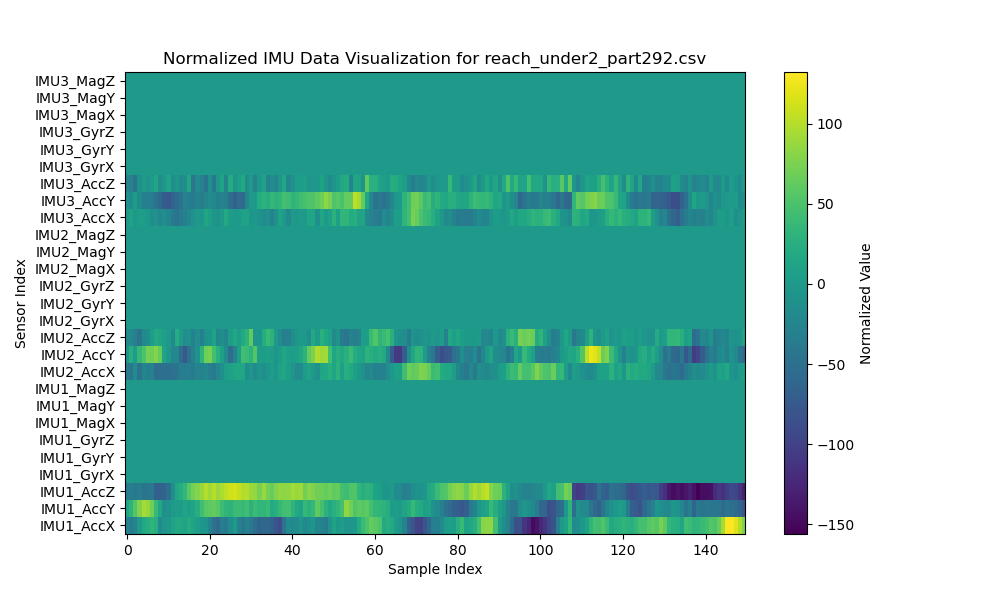 Normalized IMU Data Visualization for reach_under2_part292.csv
IMU3_MagZ
IMU3_MagY
IMU3_MagX
IMU3_GyrZ
IMU3_GyrY
IMU3_GyrX
IMU3_AccZ
IMU3_AccY
IMU3_AccX
IMU2_MagZ
IMU2_MagY
IMU2_MagX
IMU2_GyrZ
IMU2_GyrY
IMU2_GyrX
IMU2_AccZ
IMU2_AccY
IMU2_AccX
IMU1_MagZ
IMU1_MagY
IMU1_MagX
IMU1_GyrZ
IMU1_GyrY
IMU1_GyrX
IMU1_AccZ
IMU1_AccY
IMU1_AccX
Sensor Index
0 20 40 60 80 100 120 140
Sample Index
100
50
0
−50
−100
−150
Normalized Value